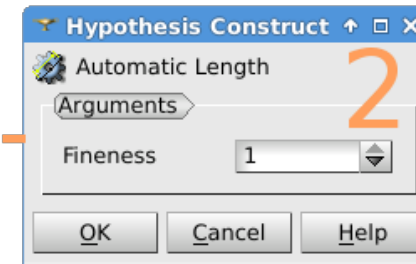 Hypothesis Construct
Automatic Length
2
Arguments
Fineness 1
OK Cancel Help